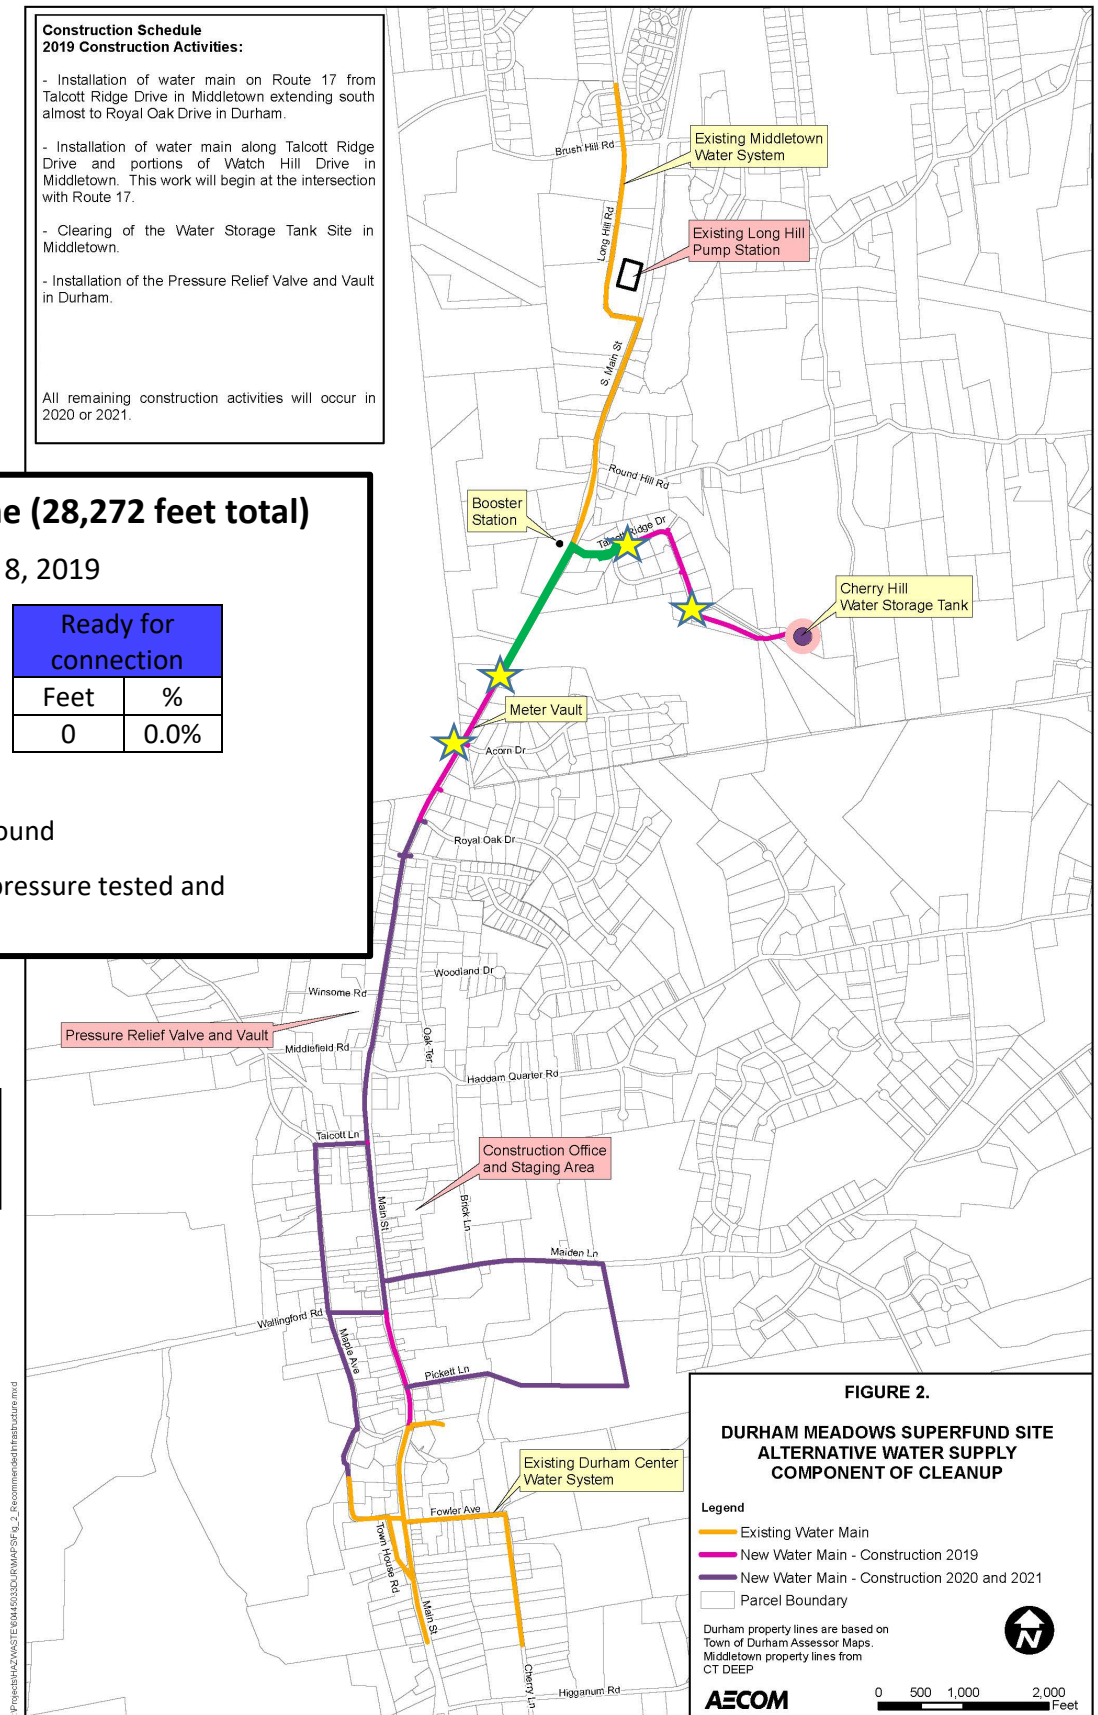 Construction Schedule
2019 Construction Activities:
- Installation of water main on Route 17 from
Talcott Ridge Drive in Middletown extending south
almost to Royal Oak Drive in Durham.
- Installation of water main along Talcott Ridge
Drive and portions of Watch Hill Drive in
Middletown. This work will begin at the intersection
with Route 17.
- Clearing of the Water Storage Tank Site in
Middletown.
- Installation of the Pressure Relief Valve and Vault
in Durham.
All remaining construction activities will occur in
2020 or 2021.
Brush Hill Rd
Existing Middletown
Water System
Long Hill Rd
Existing Long Hill
Pump Station
S. Main St
Round Hill Rd
(28,272 feet total)
8, 2019
Ready for
connection
Feet %
0 0.0%
ound
pressure tested and
Booster
Station
Talcott Ridge Dr
Cherry Hill
Water Storage Tank
Meter Vault
Acorn Dr
Royal Oak Dr
Woodland Dr
Winsome Rd
Pressure Relief Valve and Vault
Middlefield Rd
Oak Ter
Haddam Quarter Rd
Talcott Ln
Construction Office
and Staging Area
Main St
Brick Ln
Maiden Ln
Wallingford Rd
Maple Ave
Pickett Ln
Existing Durham Center
Water System
Fowler Ave
Town House Rd
Main St
Cherry Ln
Higganum Rd
FIGURE 2.
DURHAM MEADOWS SUPERFUND SITE
ALTERNATIVE WATER SUPPLY
COMPONENT OF CLEANUP
Legend
Existing Water Main
New Water Main - Construction 2019
New Water Main - Construction 2020 and 2021
Parcel Boundary
Durham property lines are based on
Town of Durham Assessor Maps.
Middletown property lines from
CT DEEP
N
AECOM
0 500 1,000 2,000
Feet